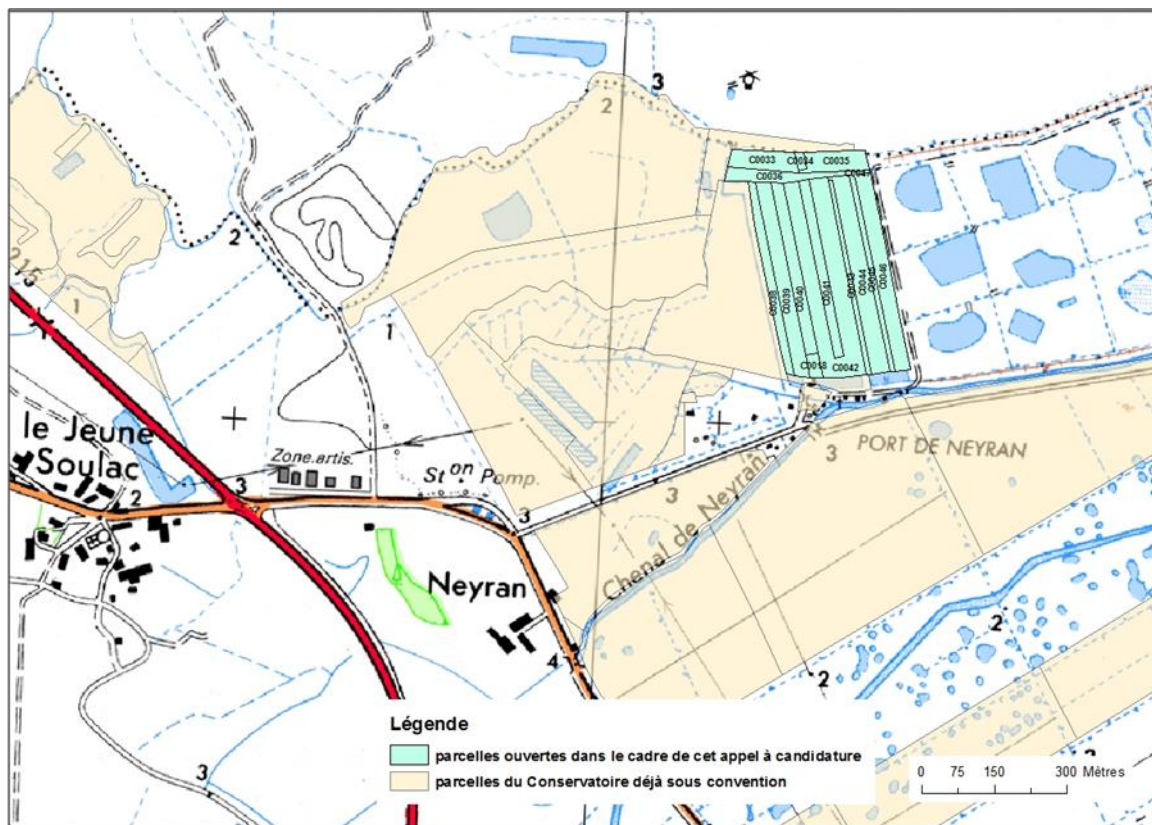 3
2
C0033 C0034 C0035
C0036 C0047
2
215
1
1
C0038
C0039
C0040
C0041
C0043
C0044
C0045
C0046
C0018 C0042
le Jeune
Soulac
Zone.artis.
St on Pomp.
PORT DE NEYRAN
3
3
2
3
3
Chenal de Neyran
Neyran
4
2
2
3
Légende
parcelles ouvertes dans le cadre de cet appel à candidature
parcelles du Conservatoire déjà sous convention
0 75 150 300 Mètres